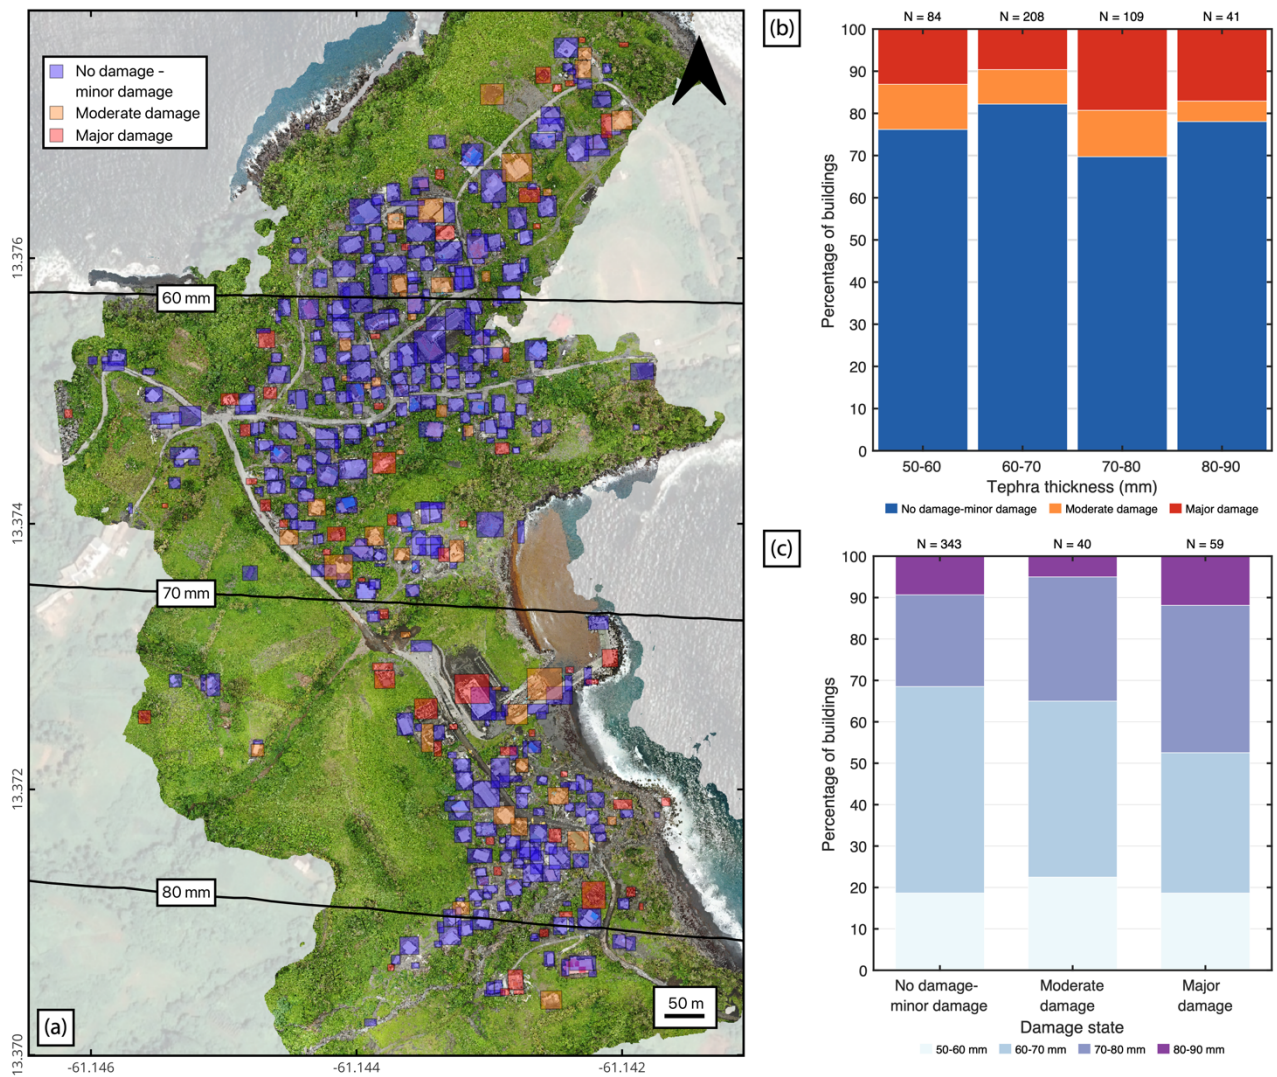 No damage -
minor damage
Moderate damage
Major damage
60 mm
70 mm
80 mm
50 m
(a)
13.376
13.374
13.372
13.370
-61.146
-61.144
-61.142
(b)
N = 84
N = 208
N = 109
N = 41
Percentage of buildings
100
90
80
70
60
50
40
30
20
10
0
50-60
60-70
70-80
80-90
Tephra thickness (mm)
No damage-minor damage
Moderate damage
Major damage
(c)
N = 343
N = 40
N = 59
Percentage of buildings
100
90
80
70
60
50
40
30
20
10
0
No damage-
minor damage
Moderate
damage
Major
damage
Damage state
50-60 mm
60-70 mm
70-80 mm
80-90 mm